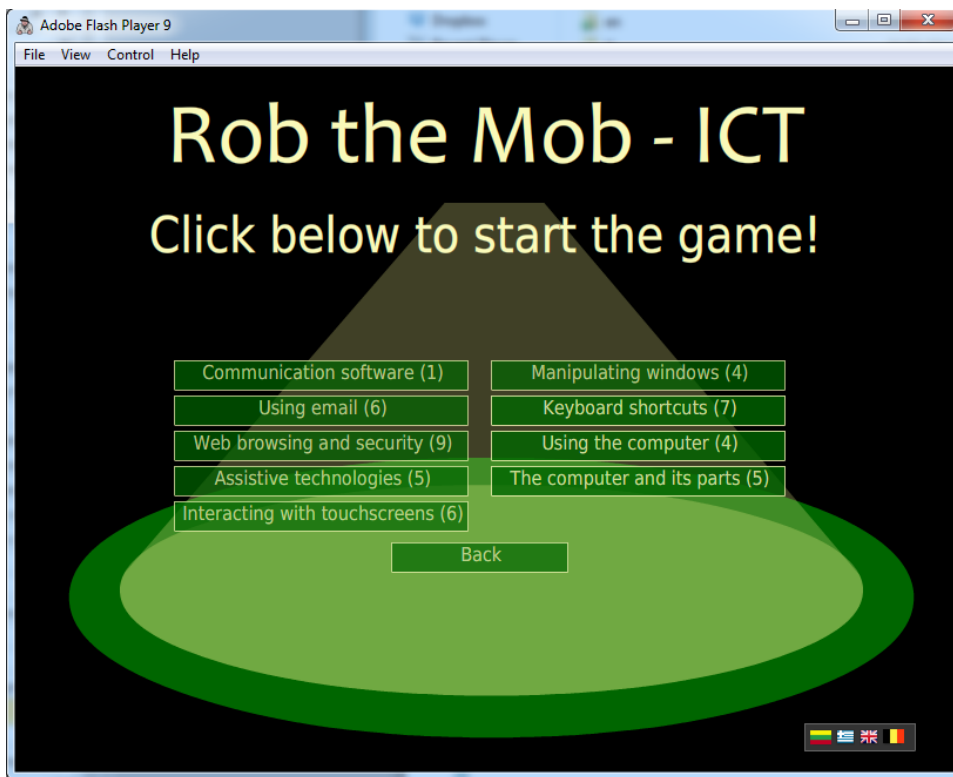 Adobe Flash Player 9
File View Control Help
Rob the Mob - ICT
Click below to start the game!
Communication software (1)
Manipulating windows (4)
Using email (6)
Keyboard shortcuts (7)
Web browsing and security (9)
Using the computer (4)
Assistive technologies (5)
The computer and its parts (5)
Interacting with touchscreens (6)
Back